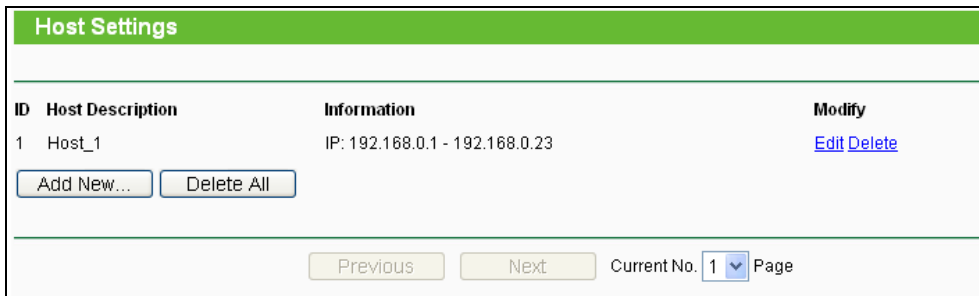 Host Settings
ID Host Description Information Modify
1 Host_1 IP: 192.168.0.1 - 192.168.0.23 Edit Delete
Add New... Delete All
Previous Next Current No. 1 Page